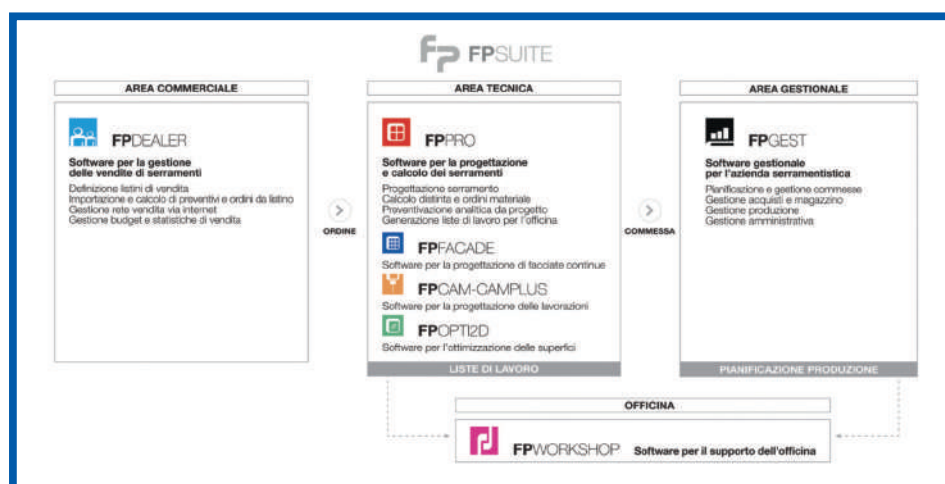 fp FPSUITE
AREA COMMERCIALE
FPDEALER
Software per la gestione
delle vendite di serramenti
Definizione listini di vendita
Importazione e calcolo di preventivi e ordini da listino
Gestione rete vendita via internet
Gestione budget e statistiche di vendita
ORDINE
AREA TECNICA
FPPRO
Software per la progettazione
e calcolo dei serramenti
Progettazione serramento
Calcolo distinta e ordini materiale
Preventivazione analitica da progetto
Generazione liste di lavoro per l'officina
FPFACADE
Software per la progettazione di facciate continue
FPCAM-CAMPLUS
Software per la progettazione delle lavorazioni
FPOPTI2D
Software per l'ottimizzazione delle superfici
LISTE DI LAVORO
COMMESSA
AREA GESTIONALE
FPGEST
Software gestionale
per l'azienda serramentistica
Pianificazione e gestione commesse
Gestione acquisti e magazzino
Gestione produzione
Gestione amministrativa
PIANIFICAZIONE PRODUZIONE
OFFICINA
FPWORKSHOP Software per il supporto dell'officina